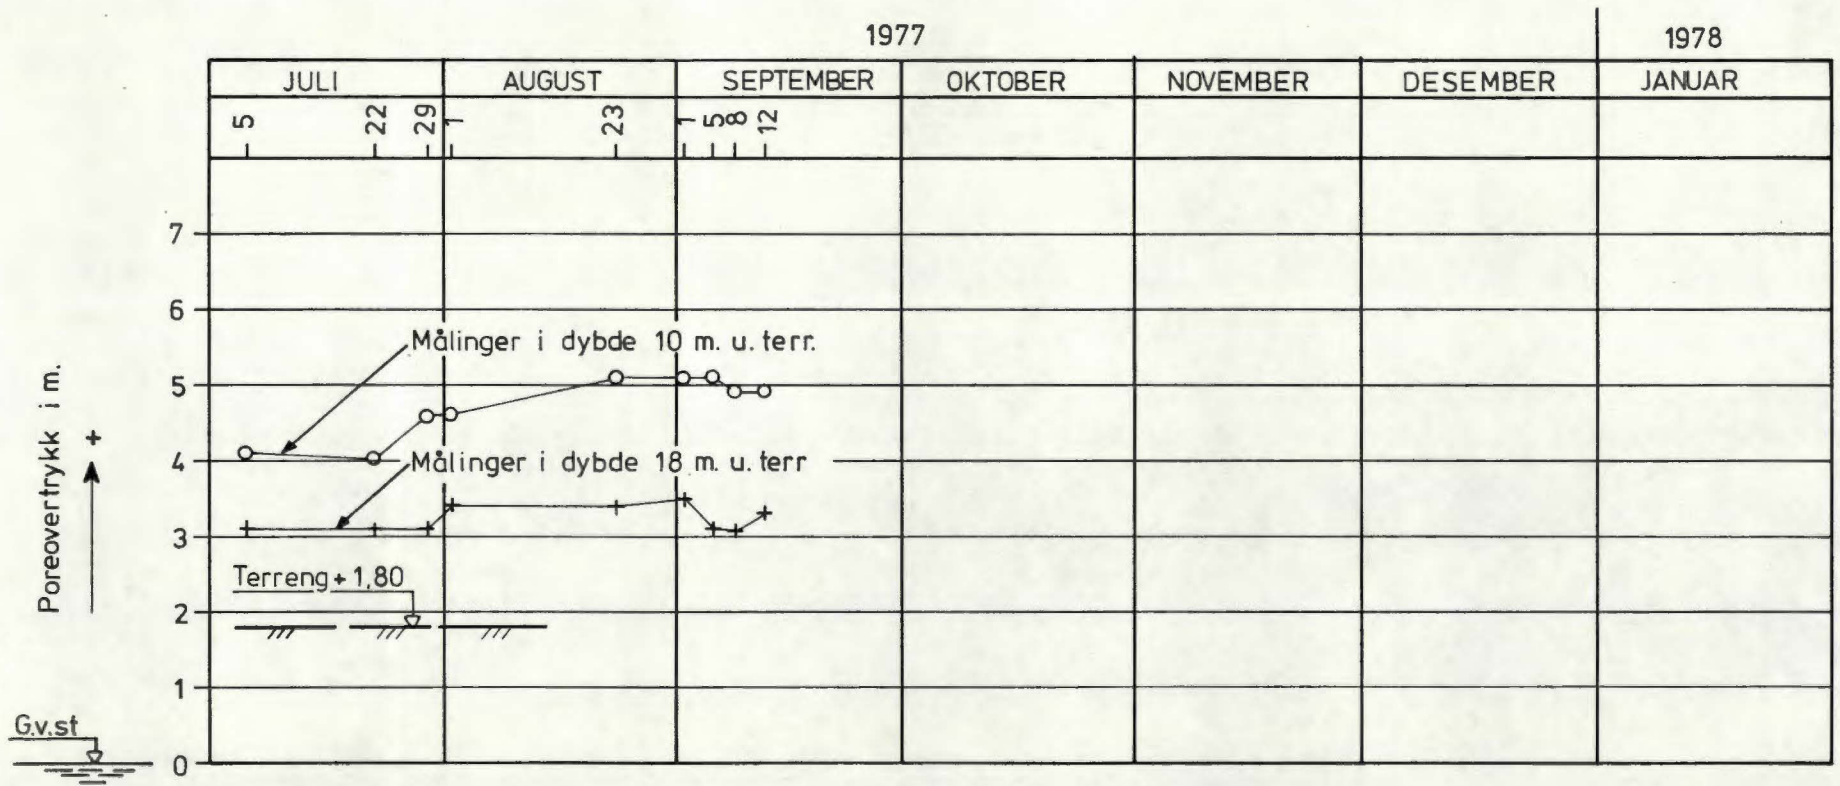 1977 1978
JULI AUGUST SEPTEMBER OKTOBER NOVEMBER DESEMBER JANUAR
5 22 29 1 23 1 5 8 12
7
6
Målinger i dybde 10 m. u. terr.
5
4
Målinger i dybde 18 m. u. terr
3
Terreng + 1,80
2
1
0
Poreovertrykk i m.
+
G.v.st